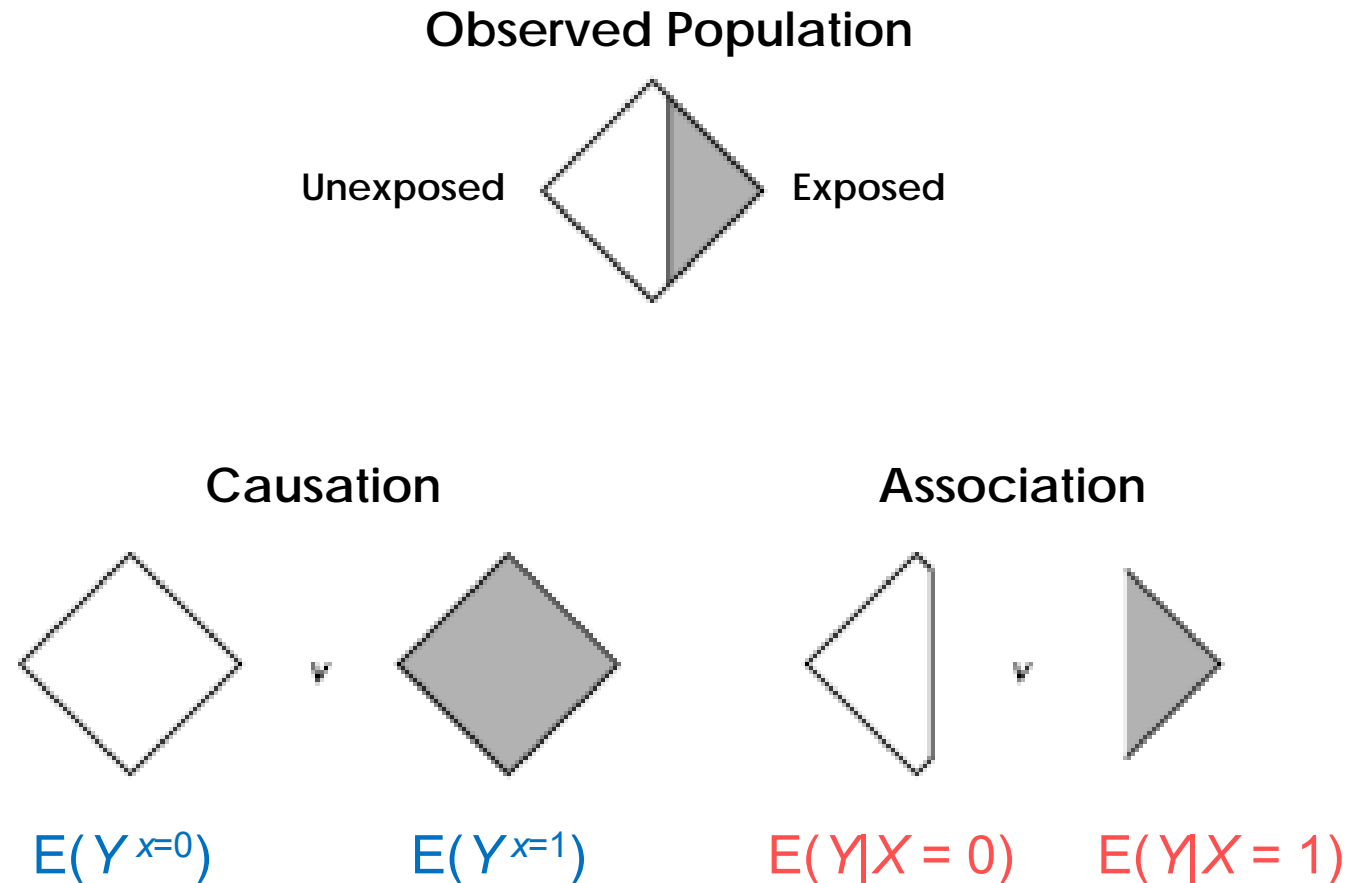 Observed Population
Unexposed
Exposed
Causation
Association
v
v
E(Y^{x=0})
E(Y^{x=1})
E(Y|X = 0)
E(Y|X = 1)